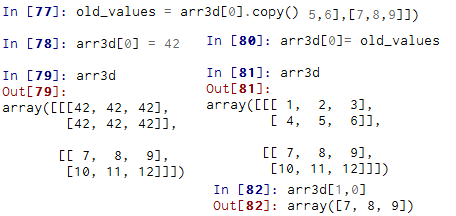 In [77]: old_values = arr3d[0].copy() 5,6],[7,8,9]])
In [78]: arr3d[0] = 42
In [79]: arr3d
Out[79]:
array([[[42, 42, 42],
[42, 42, 42]],
[[ 7, 8, 9],
[10, 11, 12]]])
In [80]: arr3d[0]= old_values
In [81]: arr3d
Out[81]:
array([[[ 1, 2, 3],
[ 4, 5, 6]],
[[ 7, 8, 9],
[10, 11, 12]]])
In [82]: arr3d[1,0]
Out[82]: array([7, 8, 9])